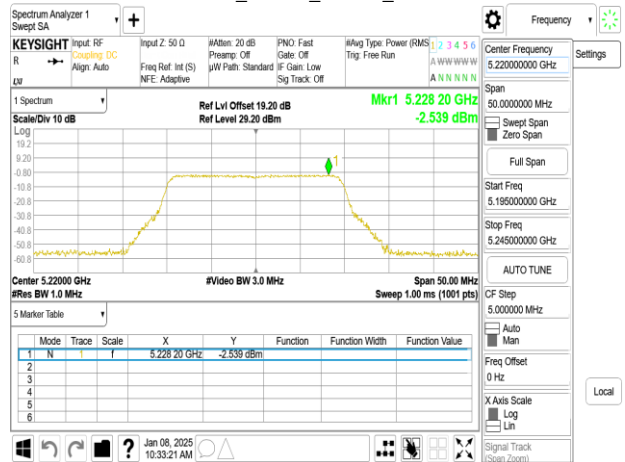 Spectrum Analyzer 1
Swept SA
+
Frequency
KEYSIGHT
R
LXI
Input: RF
Coupling: DC
Align: Auto
Input Z: 50 Ω
Freq Ref: Int (S)
NFE: Adaptive
#Atten: 20 dB
Preamp: Off
µW Path: Standard
PNO: Fast
Gate: Off
IF Gain: Low
Sig Track: Off
#Avg Type: Power (RMS
Trig: Free Run
1 2 3 4 5 6
A W W W W W
A N N N N N
1 Spectrum
Scale/Div 10 dB
Ref Lvl Offset 19.20 dB
Ref Level 29.20 dBm
Mkr1 5.228 20 GHz
-2.539 dBm
Log
19.2
9.20
-0.80
-10.8
-20.8
-30.8
-40.8
-50.8
-60.8
1
Center 5.22000 GHz
#Res BW 1.0 MHz
#Video BW 3.0 MHz
Span 50.00 MHz
Sweep 1.00 ms (1001 pts)
5 Marker Table
Mode Trace Scale X Y Function Function Width Function Value
1 N 1 f 5.228 20 GHz -2.539 dBm
2
3
4
5
6
Jan 08, 2025
10:33:21 AM
?
Center Frequency
5.220000000 GHz
Span
50.0000000 MHz
Swept Span
Zero Span
Full Span
Start Freq
5.195000000 GHz
Stop Freq
5.245000000 GHz
AUTO TUNE
CF Step
5.000000 MHz
Auto
Man
Freq Offset
0 Hz
X Axis Scale
Log
Lin
Signal Track
(Span Zoom)
Settings
Local